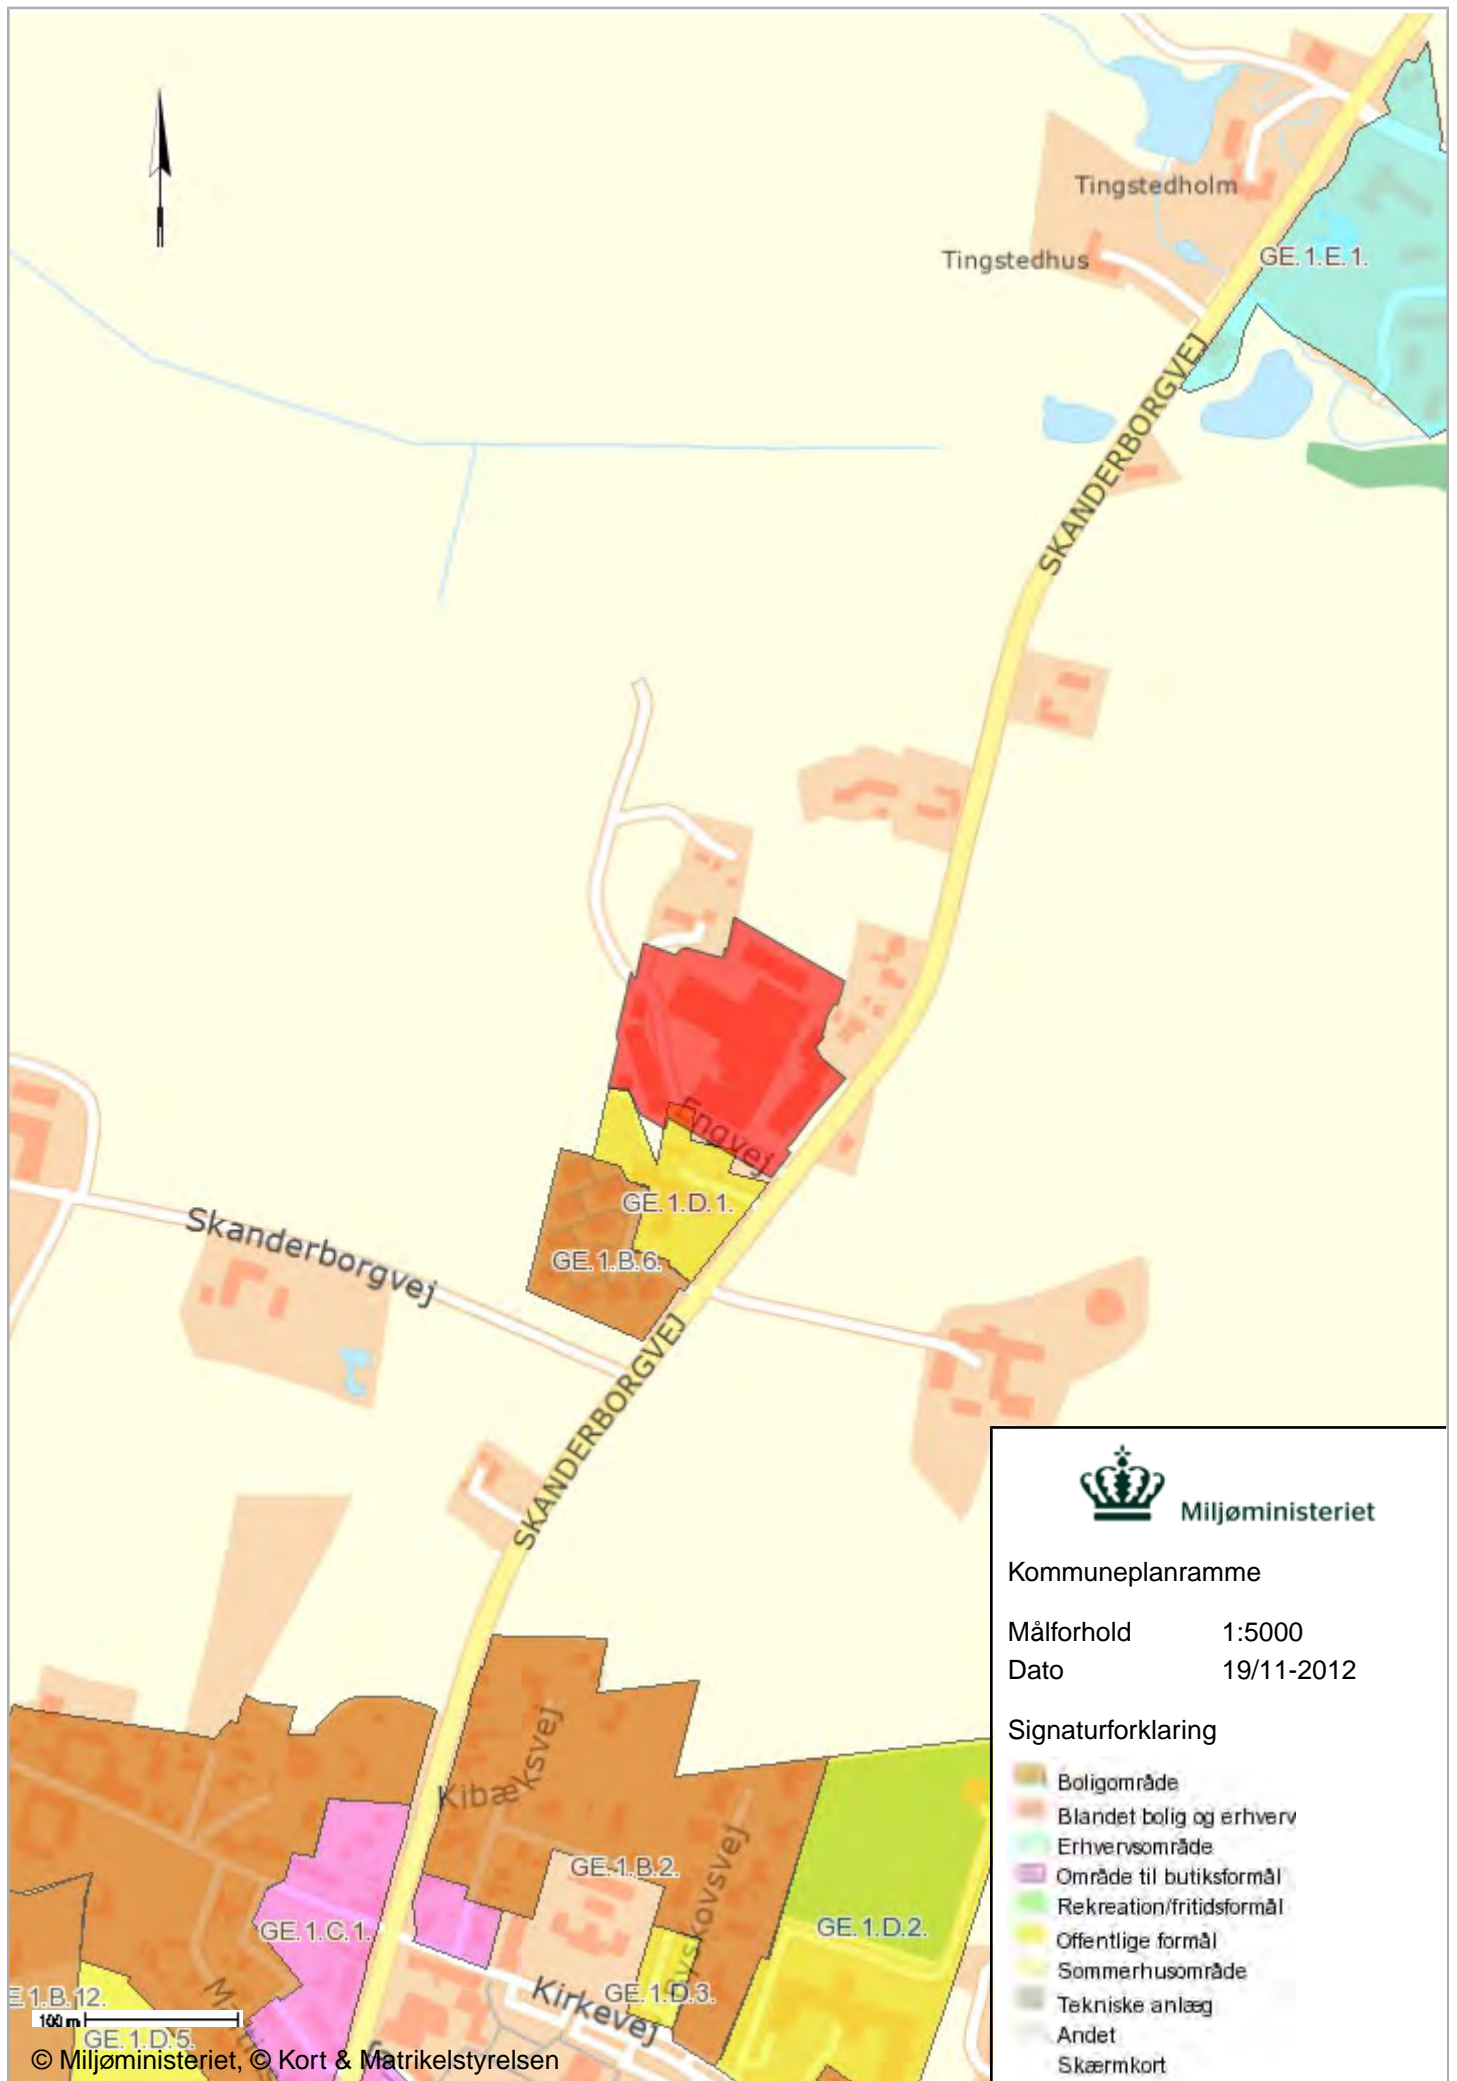 Tingstedholm
Tingstedhus
GE.1.E.1.
SKANDERBORGVEJ
Engvej
GE.1.D.1.
Skanderborgvej
GE.1.B.6.
SKANDERBORGVEJ
Miljøministeriet
Kommuneplanramme
Målforhold 1:5000
Dato 19/11-2012
Signaturforklaring
Boligområde
Blandet bolig og erhverv
Erhvervsområde
Område til butiksformål
Rekreation/fritidsformål
Offentlige formål
Sommerhusområde
Tekniske anlæg
Andet
Skærmkort
Kibæksvej
GE.1.B.2.
Byskovsvej
GE.1.C.1.
GE.1.D.2.
GE.1.D.3.
Kirkevej
E.1.B.12.
100 m
GE.1.D.5.
© Miljøministeriet, © Kort & Matrikelstyrelsen